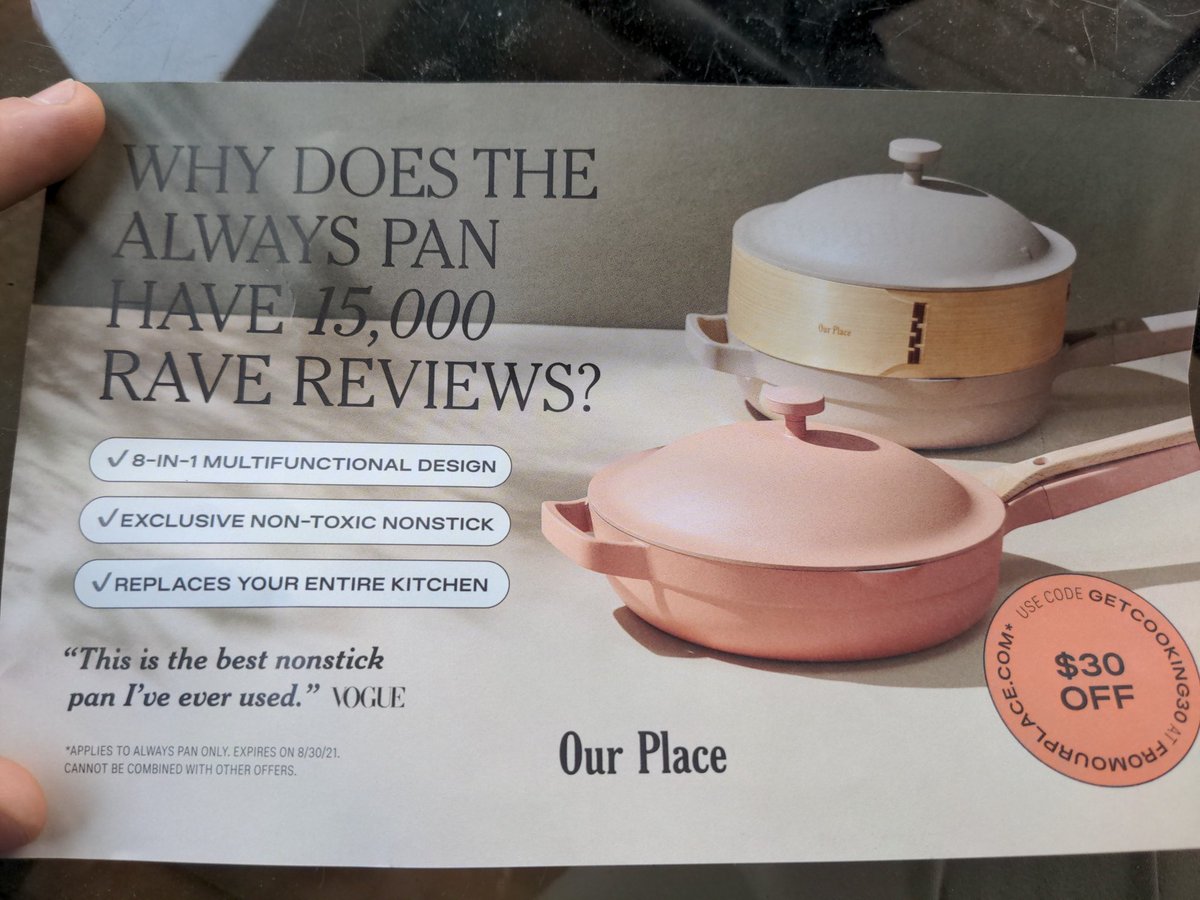 WHY DOES THE
ALWAYS PAN
HAVE 15,000
RAVE REVIEWS?
✓ 8-IN-1 MULTIFUNCTIONAL DESIGN
✓ EXCLUSIVE NON-TOXIC NONSTICK
✓ REPLACES YOUR ENTIRE KITCHEN
“This is the best nonstick
pan I’ve ever used.” VOGUE
*APPLIES TO ALWAYS PAN ONLY. EXPIRES ON 8/30/21.
CANNOT BE COMBINED WITH OTHER OFFERS.
Our Place
Our Place
USE CODE GETCOOKING30 AT FROMOURPLACE.COM*
$30
OFF